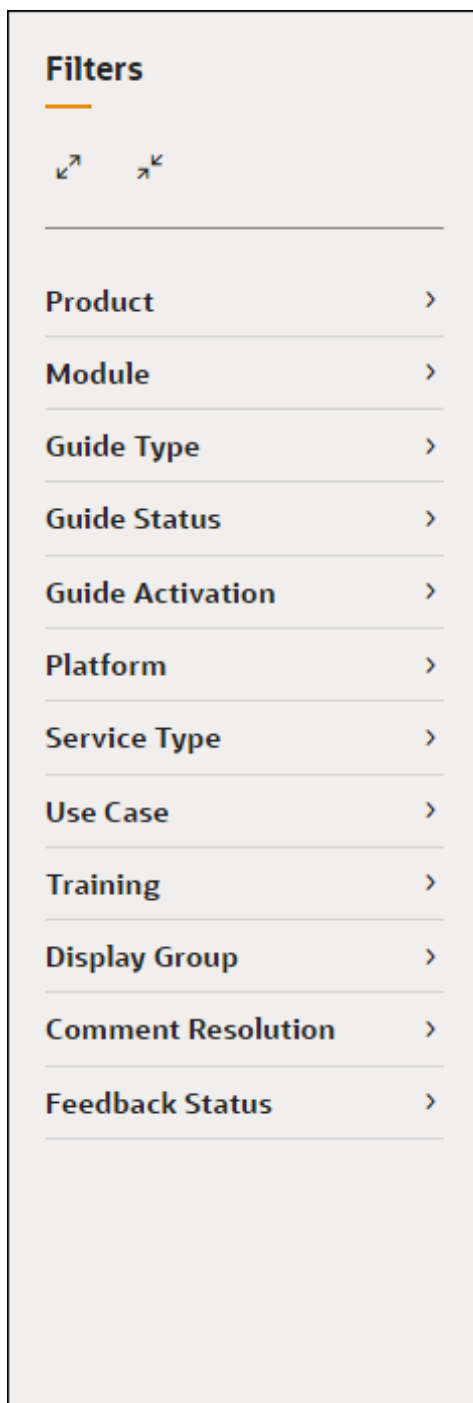 Filters
Product
Module
Guide Type
Guide Status
Guide Activation
Platform
Service Type
Use Case
Training
Display Group
Comment Resolution
Feedback Status